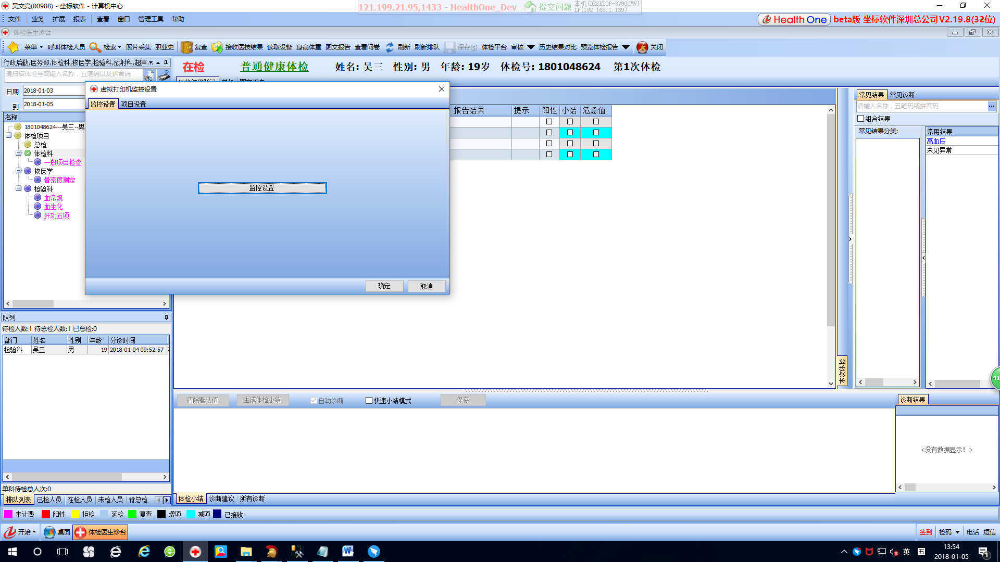 吴文亮(00988) - 坐标软件 - 计算机中心
121.199.21.95,1433 - HealthOne_Dev
提交问题
本机(DESKTOP-3V9OCMV)
IP(192.168.1.139)
文件 业务 扩展 报表 查看 窗口 管理工具 帮助
Health One beta版 坐标软件深圳总公司 V2.19.8(32位)
体检医生诊台
菜单 呼叫体检人员 检索 照片采集 职业史 复查 接收医技结果 读取设备 身高体重 图文报告 查看问卷 刷新 刷新排队 保存(S) 体检平台 审核 历史结果对比 预览体检报告 关闭
行政后勤,医务部,体检科,核医学,检验科,放射科,超声
请扫描体检号或输入名称，五笔码以及拼音码
日期 2018-01-03
到 2018-01-05
名称
1801048624---吴三--男
体检项目
总检
体检科
一般项目检查
核医学
骨密度测定
检验科
血常规
血生化
肝功五项
在检 普通健康体检 姓名: 吴三 性别: 男 年龄: 19岁 体检号: 1801048624 第1次体检
虚拟打印机监控设置
监控设置 项目设置
监控设置
确定 取消
报告结果 提示 阳性 小结 危急值
本次体检
常见结果 常见诊断
请输入名称，五笔码或拼音码
组合结果
常见结果分类:
常用结果
高血压
未见异常
队列
待检人数:1 待总检人数:1 已总检:0
部门 姓名 性别 年龄 分诊时间
检验科 吴三 男 19 2018-01-04 09:52:57
单科待检总人次:0
排队列表 已检人员 在检人员 未检人员 待总检
清除默认值 生成体检小结 自动诊断 快速小结模式 保存
诊断结果
<没有数据显示! >
体检小结 诊断建议 所有诊断
未计费 阳性 拒检 延检 复查 增项 减项 已接收
开始 桌面 体检医生诊台
签到 检码 电话 短信
41
英
13:54
2018-01-05
1